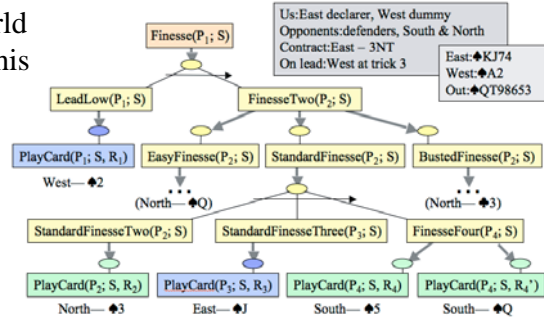 rld
his
Us:East declarer, West dummy
Opponents:defenders, South & North
Contract:East – 3NT
On lead:West at trick 3
East:♠KJ74
West:♠A2
Out:♠QT98653
Finesse(P₁; S)
LeadLow(P₁; S)
FinesseTwo(P₂; S)
PlayCard(P₁; S, R₁)
EasyFinesse(P₂; S)
StandardFinesse(P₂; S)
BustedFinesse(P₂; S)
West— ♠2
• • •
(North— ♠Q)
• • •
(North— ♣3)
StandardFinesseTwo(P₂; S)
StandardFinesseThree(P₃; S)
FinesseFour(P₄; S)
PlayCard(P₂; S, R₂)
PlayCard(P₃; S, R₃)
PlayCard(P₄; S, R₄)
PlayCard(P₄; S, R₄’)
North— ♠3
East— ♠J
South— ♠5
South— ♠Q